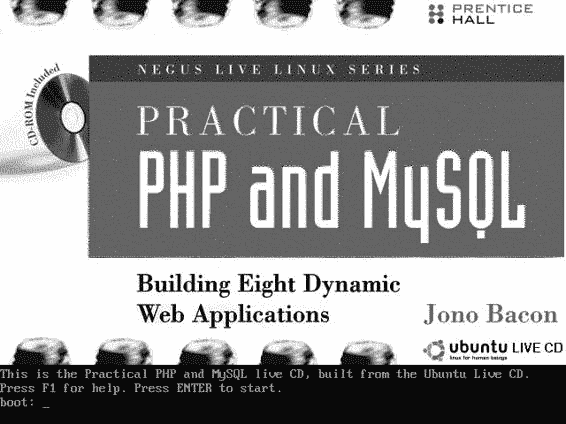 PRENTICE
HALL
NEGUS LIVE LINUX SERIES
CD-ROM Included
PRACTICAL
PHP and MySQL
Building Eight Dynamic
Web Applications
Jono Bacon
ubuntu LIVE CD
linux for human beings
This is the Practical PHP and MySQL live CD, built from the Ubuntu Live CD.
Press F1 for help. Press ENTER to start.
boot: _